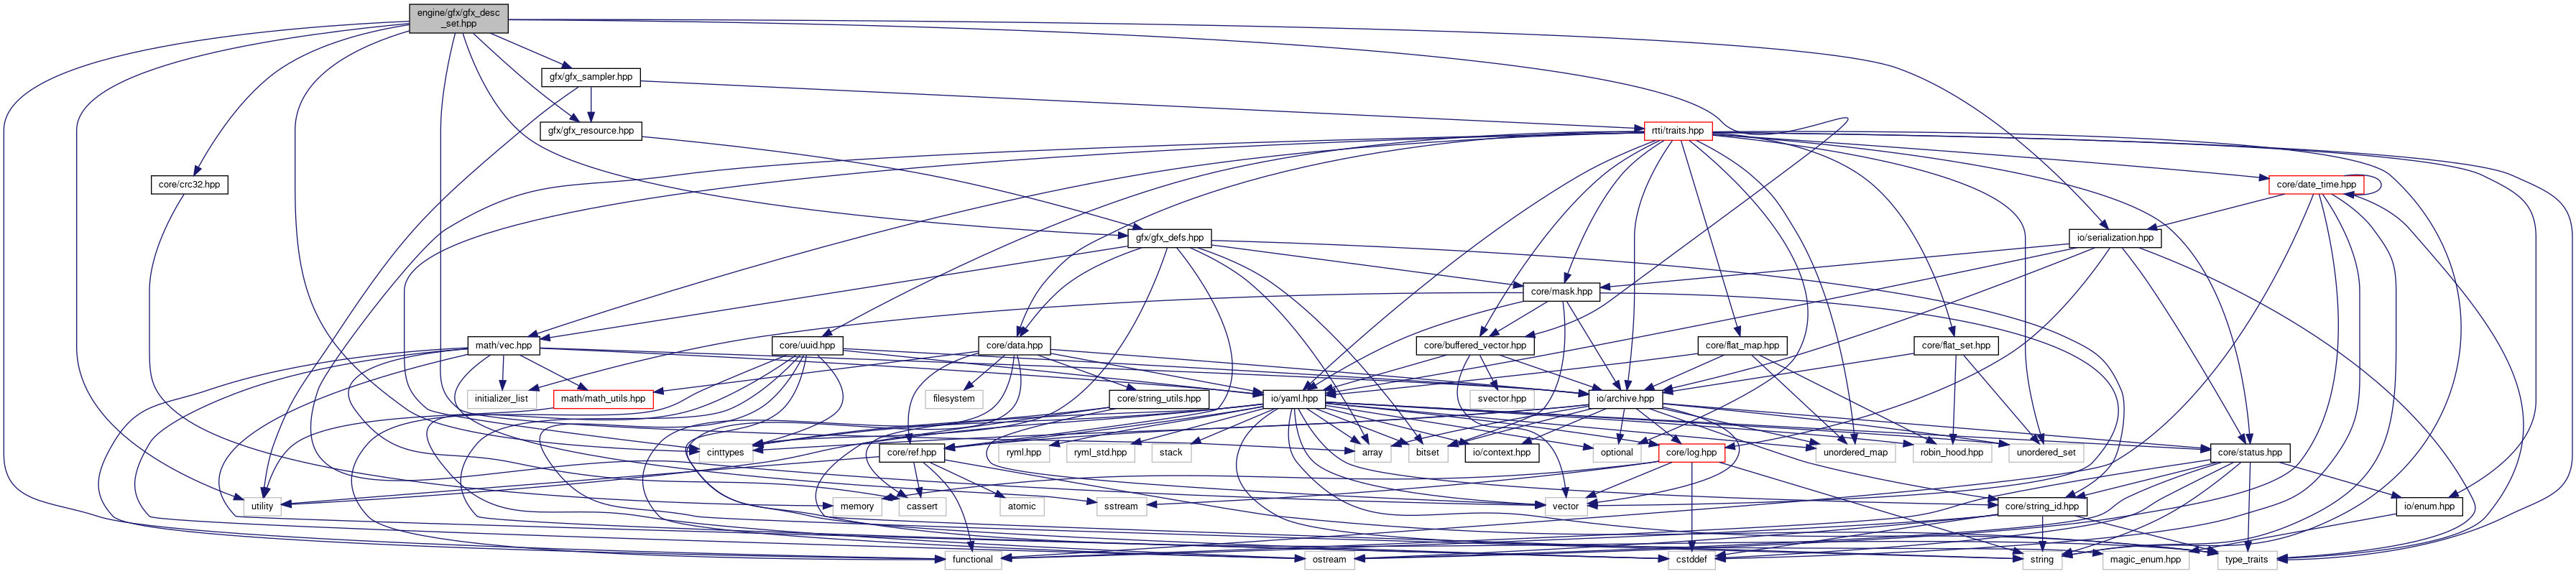 engine/gfx/gfx_desc
_set.hpp
gfx/gfx_sampler.hpp
gfx/gfx_resource.hpp
rtti/traits.hpp
core/crc32.hpp
core/date_time.hpp
gfx/gfx_defs.hpp
io/serialization.hpp
core/mask.hpp
math/vec.hpp
core/uuid.hpp
core/data.hpp
core/buffered_vector.hpp
core/flat_map.hpp
core/flat_set.hpp
initializer_list
math/math_utils.hpp
filesystem
core/string_utils.hpp
io/yaml.hpp
svector.hpp
io/archive.hpp
cinttypes
core/ref.hpp
ryml.hpp
ryml_std.hpp
stack
array
bitset
io/context.hpp
optional
core/log.hpp
unordered_map
robin_hood.hpp
unordered_set
core/status.hpp
utility
memory
cassert
atomic
sstream
vector
core/string_id.hpp
io/enum.hpp
functional
ostream
cstddef
string
magic_enum.hpp
type_traits